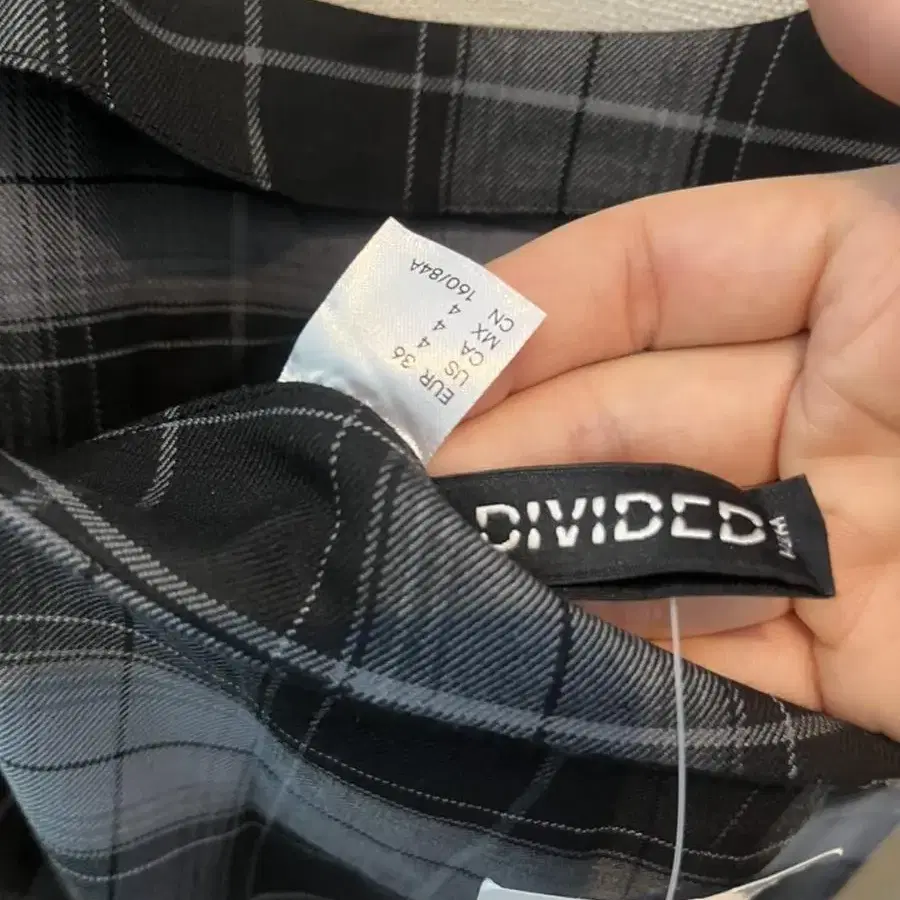 EUR 36
US 4
CA 4
MX 4
CN 160/84A
DIVIDED
H&M